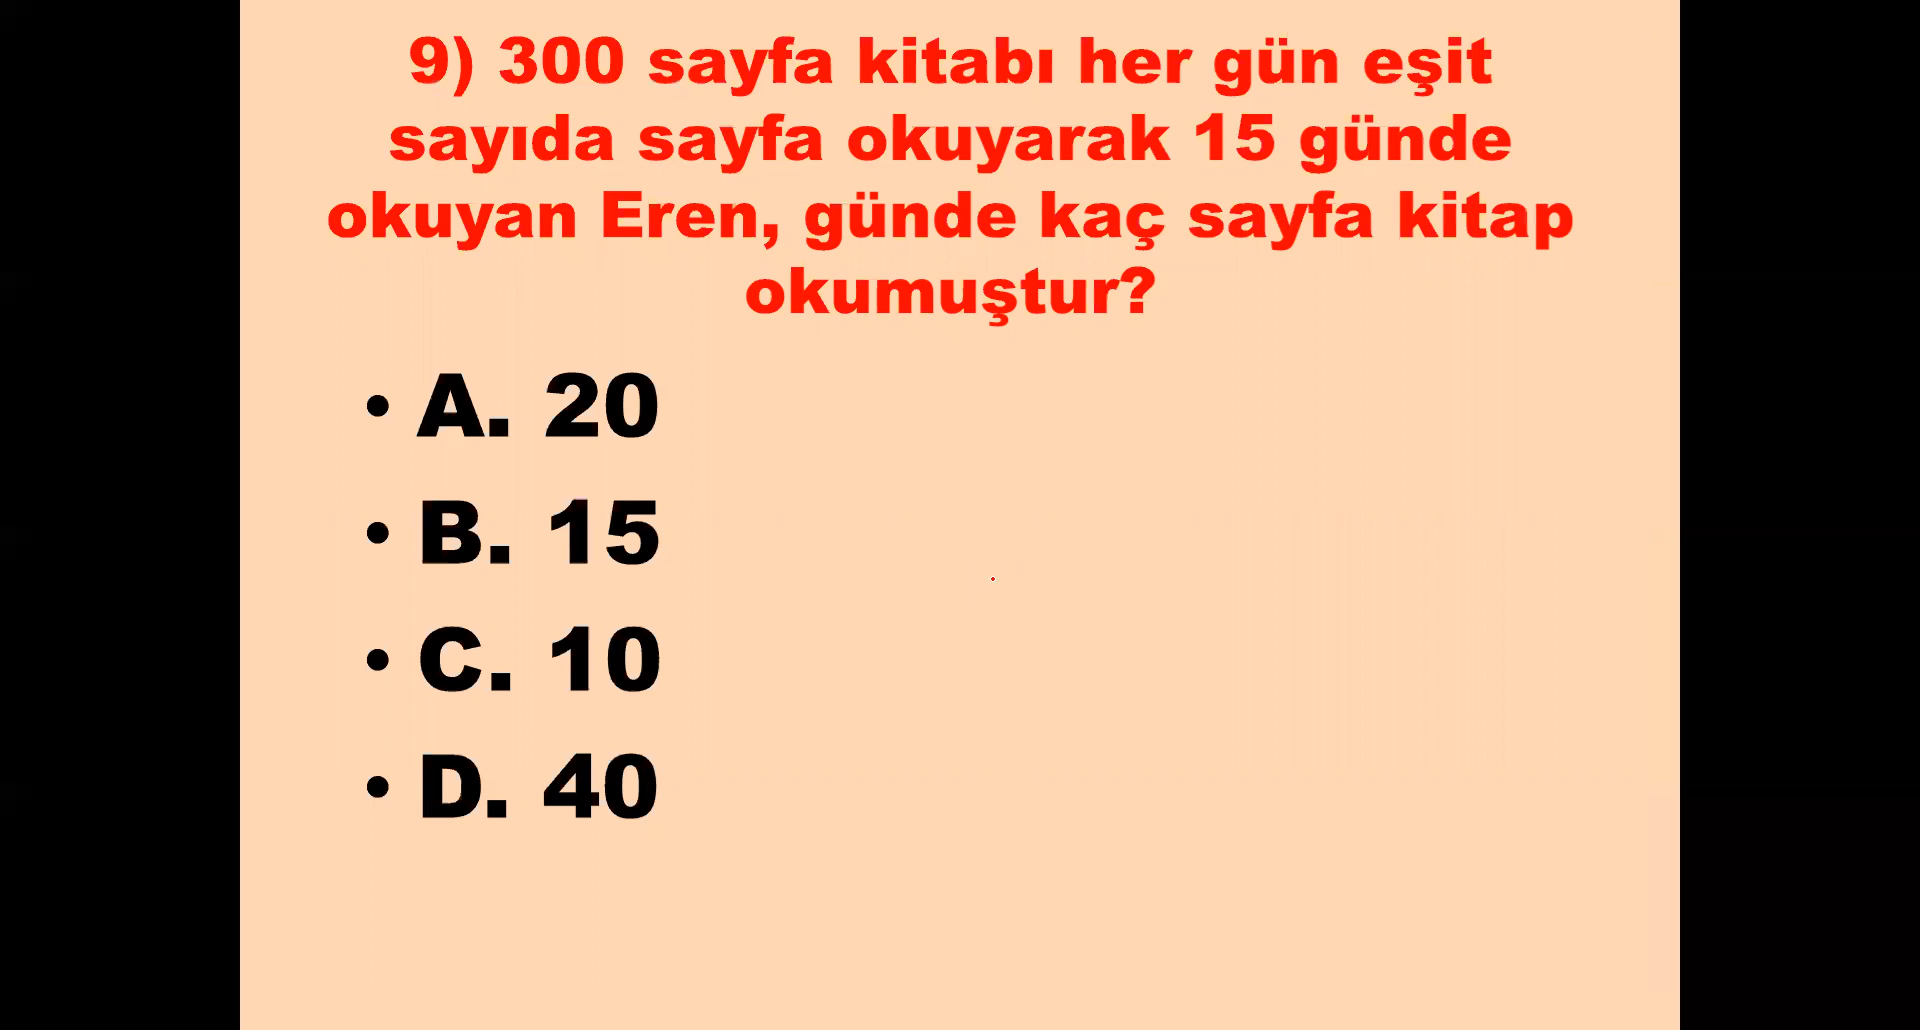 9) 300 sayfa kitabı her gün eşit
sayıda sayfa okuyarak 15 günde
okuyan Eren, günde kaç sayfa kitap
okumuştur?
• A. 20
• B. 15
• C. 10
• D. 40